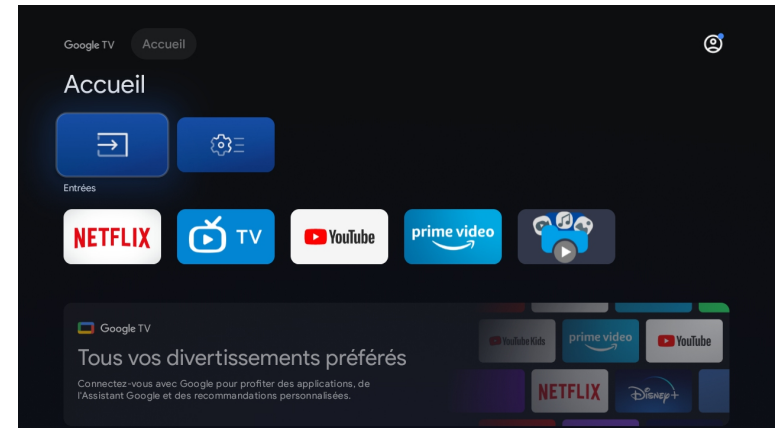 Google TV
Accueil
Accueil
Entrées
NETFLIX
TV
YouTube
prime video
Google TV
Tous vos divertissements préférés
Connectez-vous avec Google pour profiter des applications, de
l'Assistant Google et des recommandations personnalisées.
YouTube Kids
prime video
YouTube
NETFLIX
Disney+